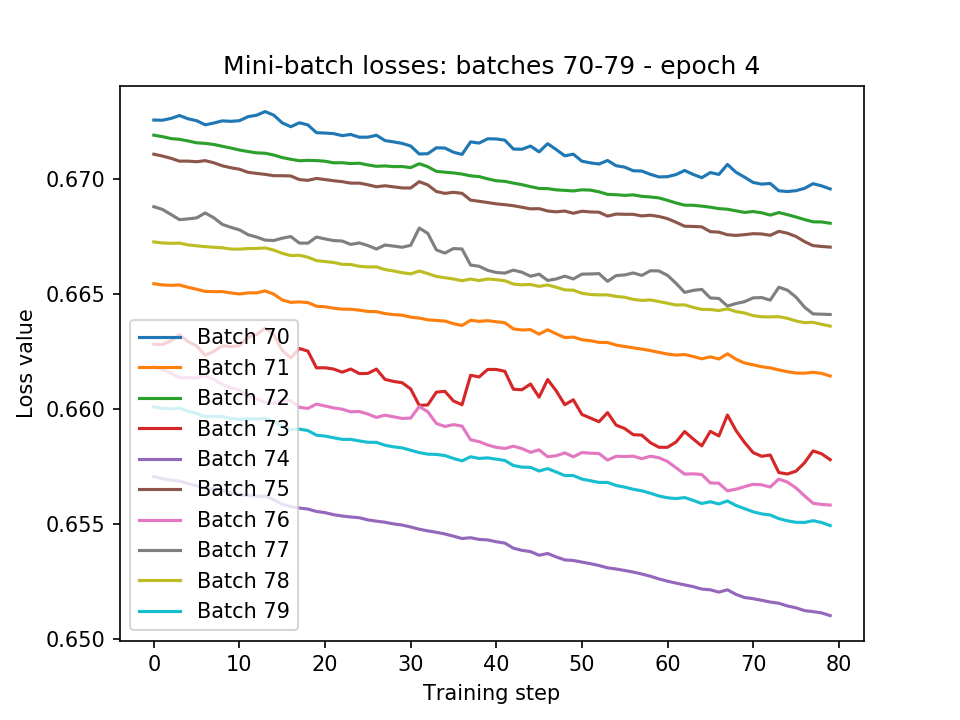 Mini-batch losses: batches 70-79 - epoch 4
Loss value
0.670
0.665
0.660
0.655
0.650
Batch 70
Batch 71
Batch 72
Batch 73
Batch 74
Batch 75
Batch 76
Batch 77
Batch 78
Batch 79
0 10 20 30 40 50 60 70 80
Training step